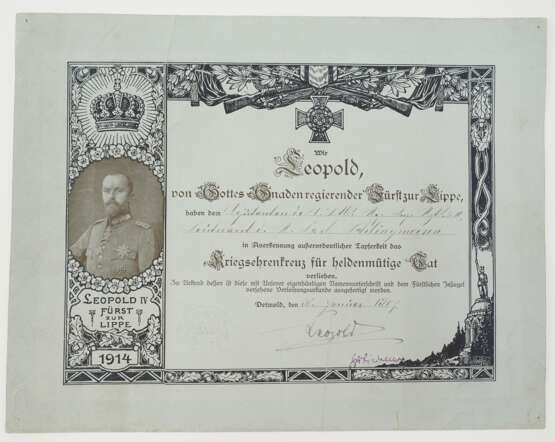 Wir
Leopold,
von Gottes Gnaden regierender Fürst zur Lippe,
haben dem
in Anerkennung außerordentlicher Tapferkeit das
Kriegsehrenkreuz für heldenmütige Tat
verliehen.
Zu Urkund dessen ist diese mit Unserer eigenhändigen Namensunterschrift und dem Fürstlichen Insiegel
versehene Verleihungsurkunde ausgefertigt worden.
Detmold, den
Leopold
LEOPOLD IV
FÜRST
ZUR
LIPPE
1914